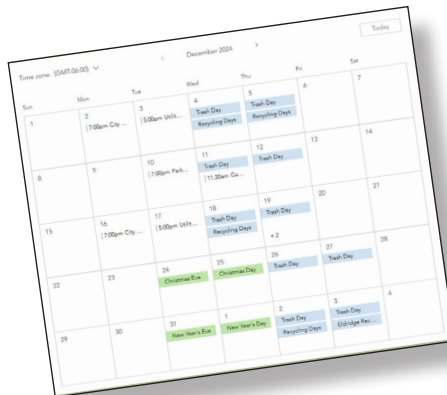 December 2024
Today
Time zone: (GMT-06:00)
Sun Mon Tue Wed Thu Fri Sat
1 2 3 4 5 6 7
7:00pm City ...
5:00pm Utilit...
Trash Day
Recycling Days
Trash Day
Recycling Days
8 9 10 11 12 13 14
7:00pm Park...
Trash Day
11:30am Co...
Trash Day
15 16 17 18 19 20 21
7:00pm City ...
5:00pm Utilit...
Trash Day
Recycling Days
Trash Day
+ 2
22 23 24 25 26 27 28
Christmas Eve
Christmas Day
Trash Day
Trash Day
29 30 31 1 2 3 4
New Year's Eve
New Year's Day
Trash Day
Recycling Days
Trash Day
Eldridge Rec...